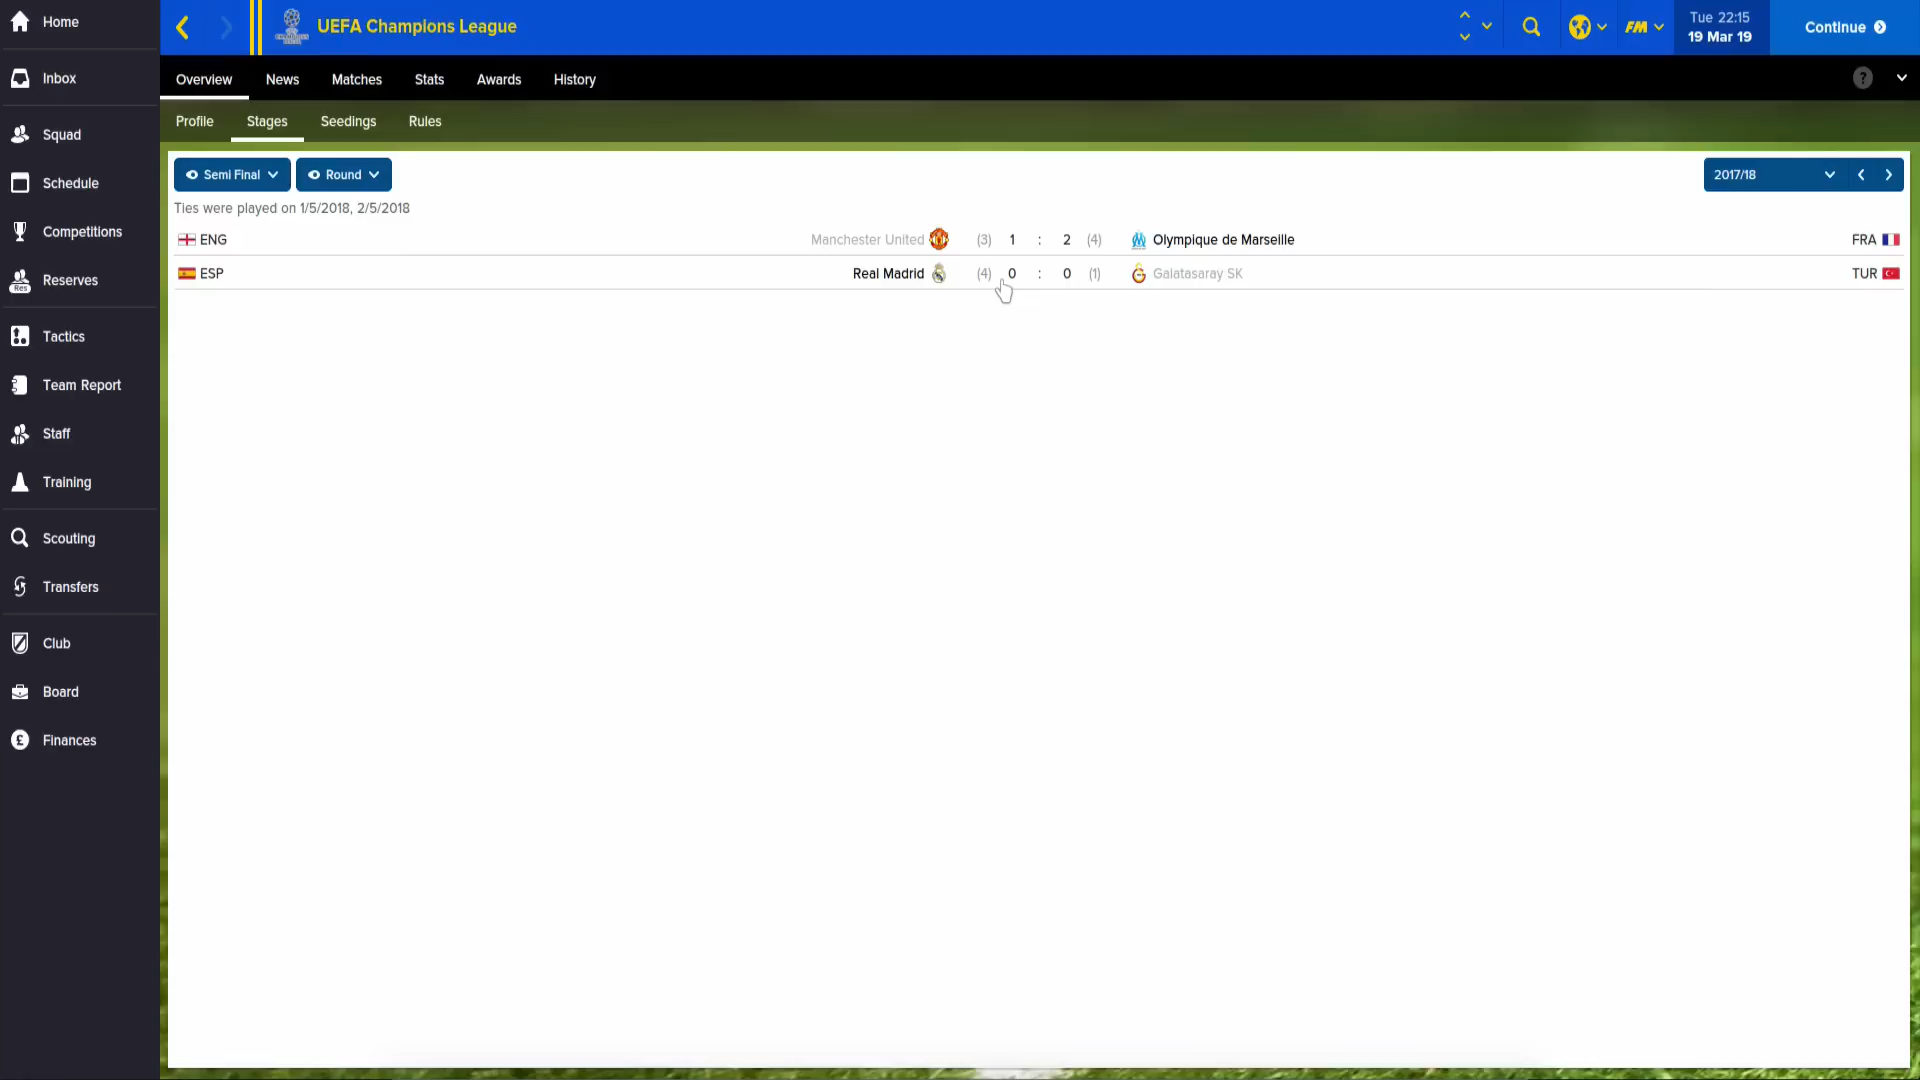 Home
Inbox
Squad
Schedule
Competitions
Res
Reserves
Tactics
Team Report
Staff
Training
Scouting
Transfers
Club
Board
£ Finances
UEFA Champions League
FM
Tue 22:15
19 Mar 19
Continue
Overview News Matches Stats Awards History
?
Profile Stages Seedings Rules
Semi Final Round 2017/18
Ties were played on 1/5/2018, 2/5/2018
ENG Manchester United (3) 1 : 2 (4) Olympique de Marseille FRA
ESP Real Madrid (4) 0 : 0 (1) Galatasaray SK TUR